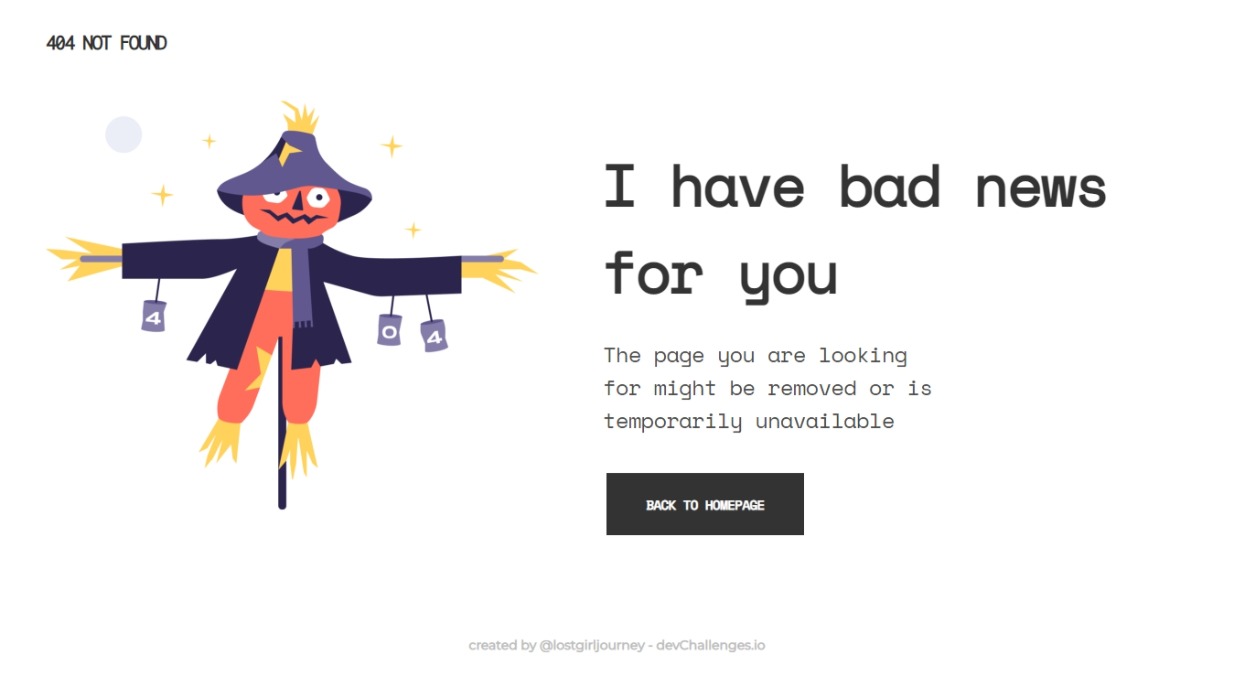 404 NOT FOUND
I have bad news
for you
The page you are looking
for might be removed or is
temporarily unavailable
4
0
4
BACK TO HOMEPAGE
created by @lostgirljourney - devChallenges.io